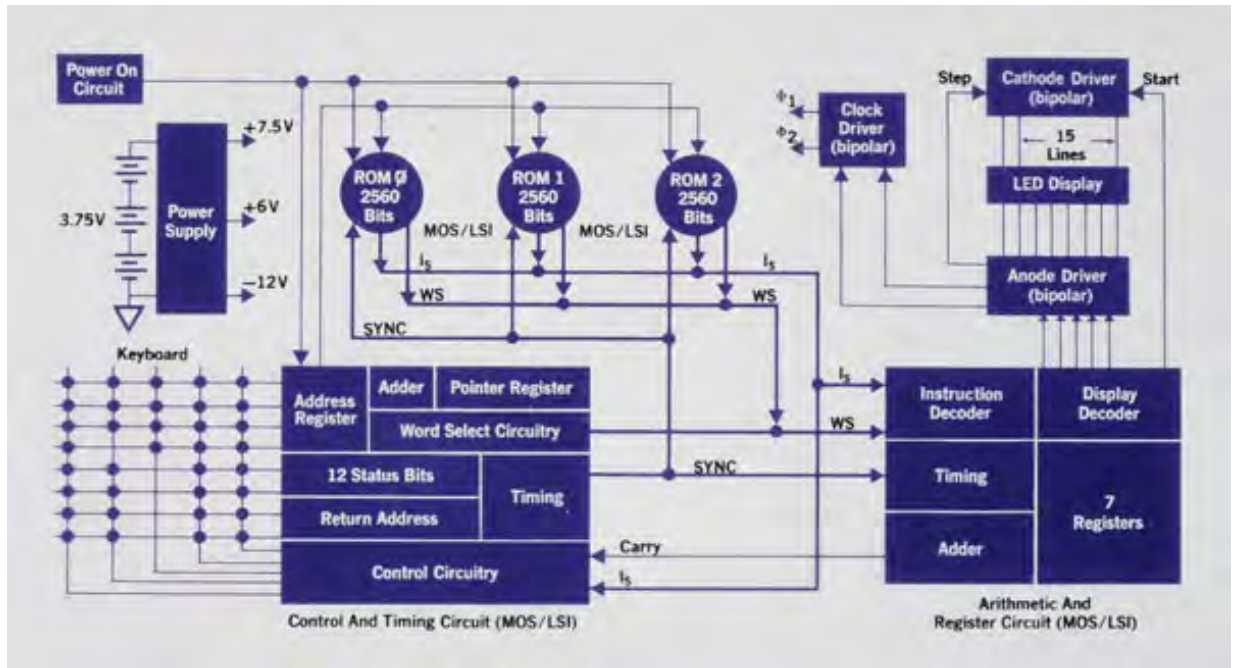 Power On
Circuit
+7.5V
+6V
−12V
3.75V
Power
Supply
ROM Ø
2560
Bits
ROM 1
2560
Bits
ROM 2
2560
Bits
MOS/LSI
MOS/LSI
Is
Is
WS
WS
SYNC
Φ1
Φ2
Clock
Driver
(bipolar)
Step
Cathode Driver
(bipolar)
Start
15
Lines
LED Display
Anode Driver
(bipolar)
Keyboard
Address
Register
Adder
Pointer Register
Word Select Circuitry
12 Status Bits
Return Address
Timing
Control Circuitry
Control And Timing Circuit (MOS/LSI)
Is
WS
SYNC
Carry
Is
Instruction
Decoder
Display
Decoder
Timing
Adder
7
Registers
Arithmetic And
Register Circuit (MOS/LSI)